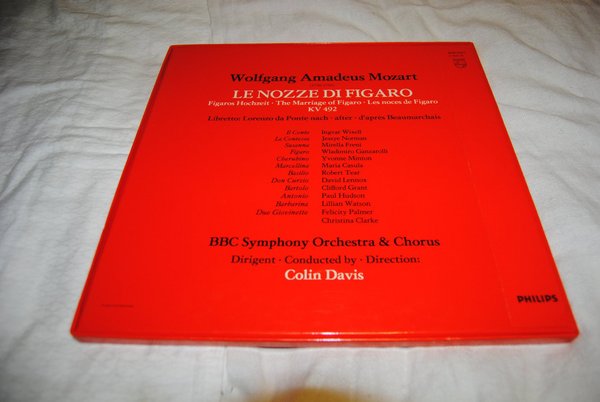 Wolfgang Amadeus Mozart
LE NOZZE DI FIGARO
Figaros Hochzeit · The Marriage of Figaro · Les noces de Figaro
KV 492
Libretto: Lorenzo da Ponte nach · after · d'après Beaumarchais
Il Conte Ingvar Wixell
La Contessa Jessye Norman
Susanna Mirella Freni
Figaro Wladimiro Ganzarolli
Cherubino Yvonne Minton
Marcellina Maria Casula
Basilio Robert Tear
Don Curzio David Lennox
Bartolo Clifford Grant
Antonio Paul Hudson
Barbarina Lillian Watson
Due Giovinette Felicity Palmer
Christina Clarke
BBC Symphony Orchestra & Chorus
Dirigent · Conducted by · Direction:
Colin Davis
PHILIPS